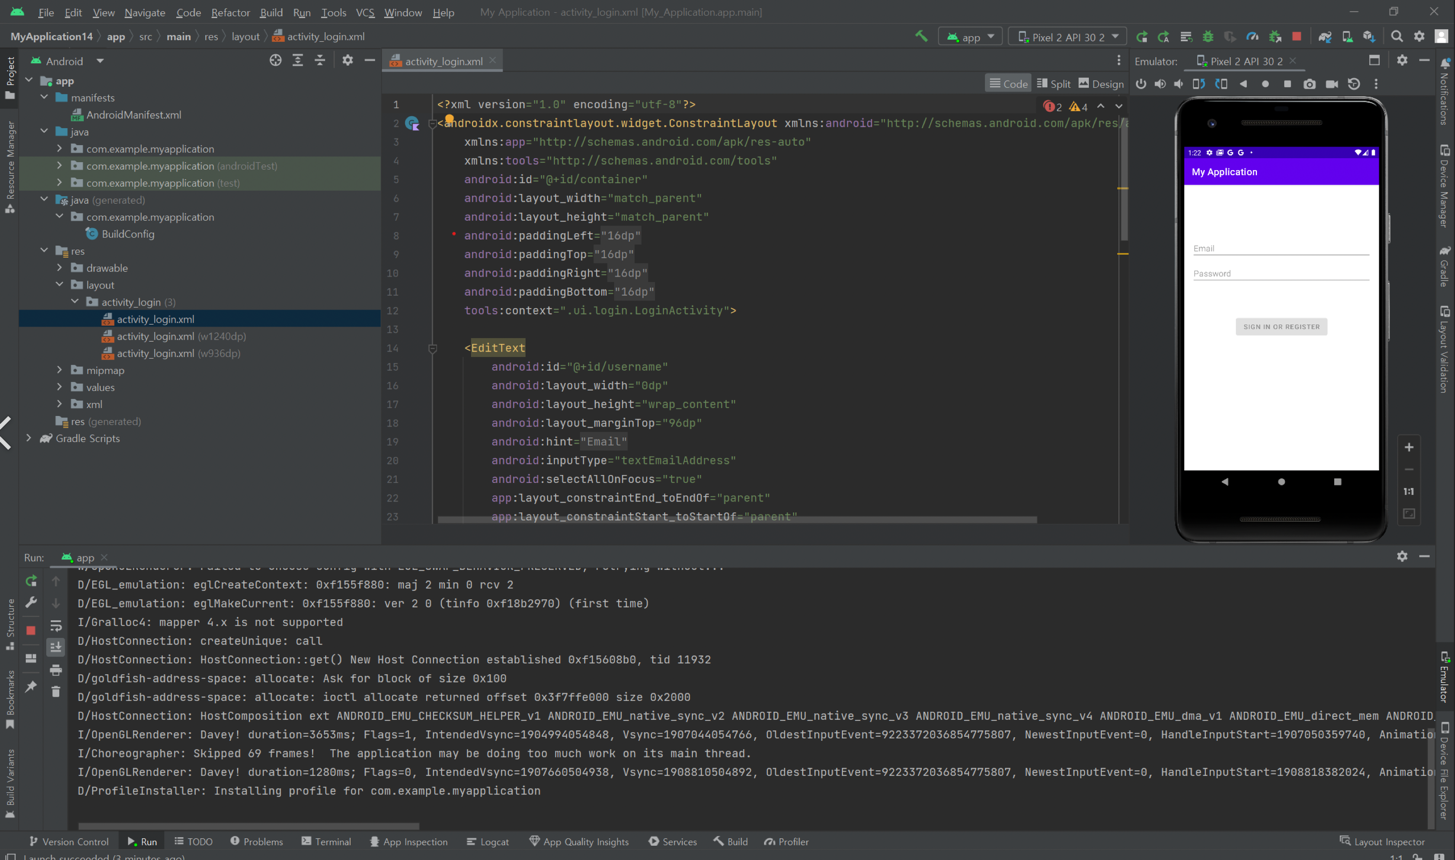 File Edit View Navigate Code Refactor Build Run Tools VCS Window Help My Application - activity_login.xml [My_Application.app.main]
MyApplication14 app src main res layout activity_login.xml app Pixel 2 API 30 2
Project
Resource Manager
Structure
Bookmarks
Build Variants
Android
app
manifests
AndroidManifest.xml
java
com.example.myapplication
com.example.myapplication (androidTest)
com.example.myapplication (test)
java (generated)
com.example.myapplication
BuildConfig
res
drawable
layout
activity_login (3)
activity_login.xml
activity_login.xml (w1240dp)
activity_login.xml (w936dp)
mipmap
values
xml
res (generated)
Gradle Scripts
activity_login.xml
Code Split Design
2 4
1 <?xml version="1.0" encoding="utf-8"?>
2 <androidx.constraintlayout.widget.ConstraintLayout xmlns:android="http://schemas.android.com/apk/res/
3 xmlns:app="http://schemas.android.com/apk/res-auto"
4 xmlns:tools="http://schemas.android.com/tools"
5 android:id="@+id/container"
6 android:layout_width="match_parent"
7 android:layout_height="match_parent"
8 android:paddingLeft="16dp"
9 android:paddingTop="16dp"
10 android:paddingRight="16dp"
11 android:paddingBottom="16dp"
12 tools:context=".ui.login.LoginActivity">
13
14 <EditText
15 android:id="@+id/username"
16 android:layout_width="0dp"
17 android:layout_height="wrap_content"
18 android:layout_marginTop="96dp"
19 android:hint="Email"
20 android:inputType="textEmailAddress"
21 android:selectAllOnFocus="true"
22 app:layout_constraintEnd_toEndOf="parent"
23 app:layout_constraintStart_toStartOf="parent"
Emulator: Pixel 2 API 30 2
1:22
My Application
Email
Password
SIGN IN OR REGISTER
1:1
Notifications
Device Manager
Gradle
Layout Validation
Emulator
Device File Explorer
Run: app
D/EGL_emulation: eglCreateContext: 0xf155f880: maj 2 min 0 rcv 2
D/EGL_emulation: eglMakeCurrent: 0xf155f880: ver 2 0 (tinfo 0xf18b2970) (first time)
I/Gralloc4: mapper 4.x is not supported
D/HostConnection: createUnique: call
D/HostConnection: HostConnection::get() New Host Connection established 0xf15608b0, tid 11932
D/goldfish-address-space: allocate: Ask for block of size 0x100
D/goldfish-address-space: allocate: ioctl allocate returned offset 0x3f7ffe000 size 0x2000
D/HostConnection: HostComposition ext ANDROID_EMU_CHECKSUM_HELPER_v1 ANDROID_EMU_native_sync_v2 ANDROID_EMU_native_sync_v3 ANDROID_EMU_native_sync_v4 ANDROID_EMU_dma_v1 ANDROID_EMU_direct_mem ANDROID
I/OpenGLRenderer: Davey! duration=3653ms; Flags=1, IntendedVsync=1904994054848, Vsync=1907044054766, OldestInputEvent=9223372036854775807, NewestInputEvent=0, HandleInputStart=1907050359740, Animatio
I/Choreographer: Skipped 69 frames! The application may be doing too much work on its main thread.
I/OpenGLRenderer: Davey! duration=1280ms; Flags=0, IntendedVsync=1907660504938, Vsync=1908810504892, OldestInputEvent=9223372036854775807, NewestInputEvent=0, HandleInputStart=1908818382024, Animatio
D/ProfileInstaller: Installing profile for com.example.myapplication
Version Control Run TODO Problems Terminal App Inspection Logcat App Quality Insights Services Build Profiler Layout Inspector
Launch succeeded (3 minutes ago) 1:1